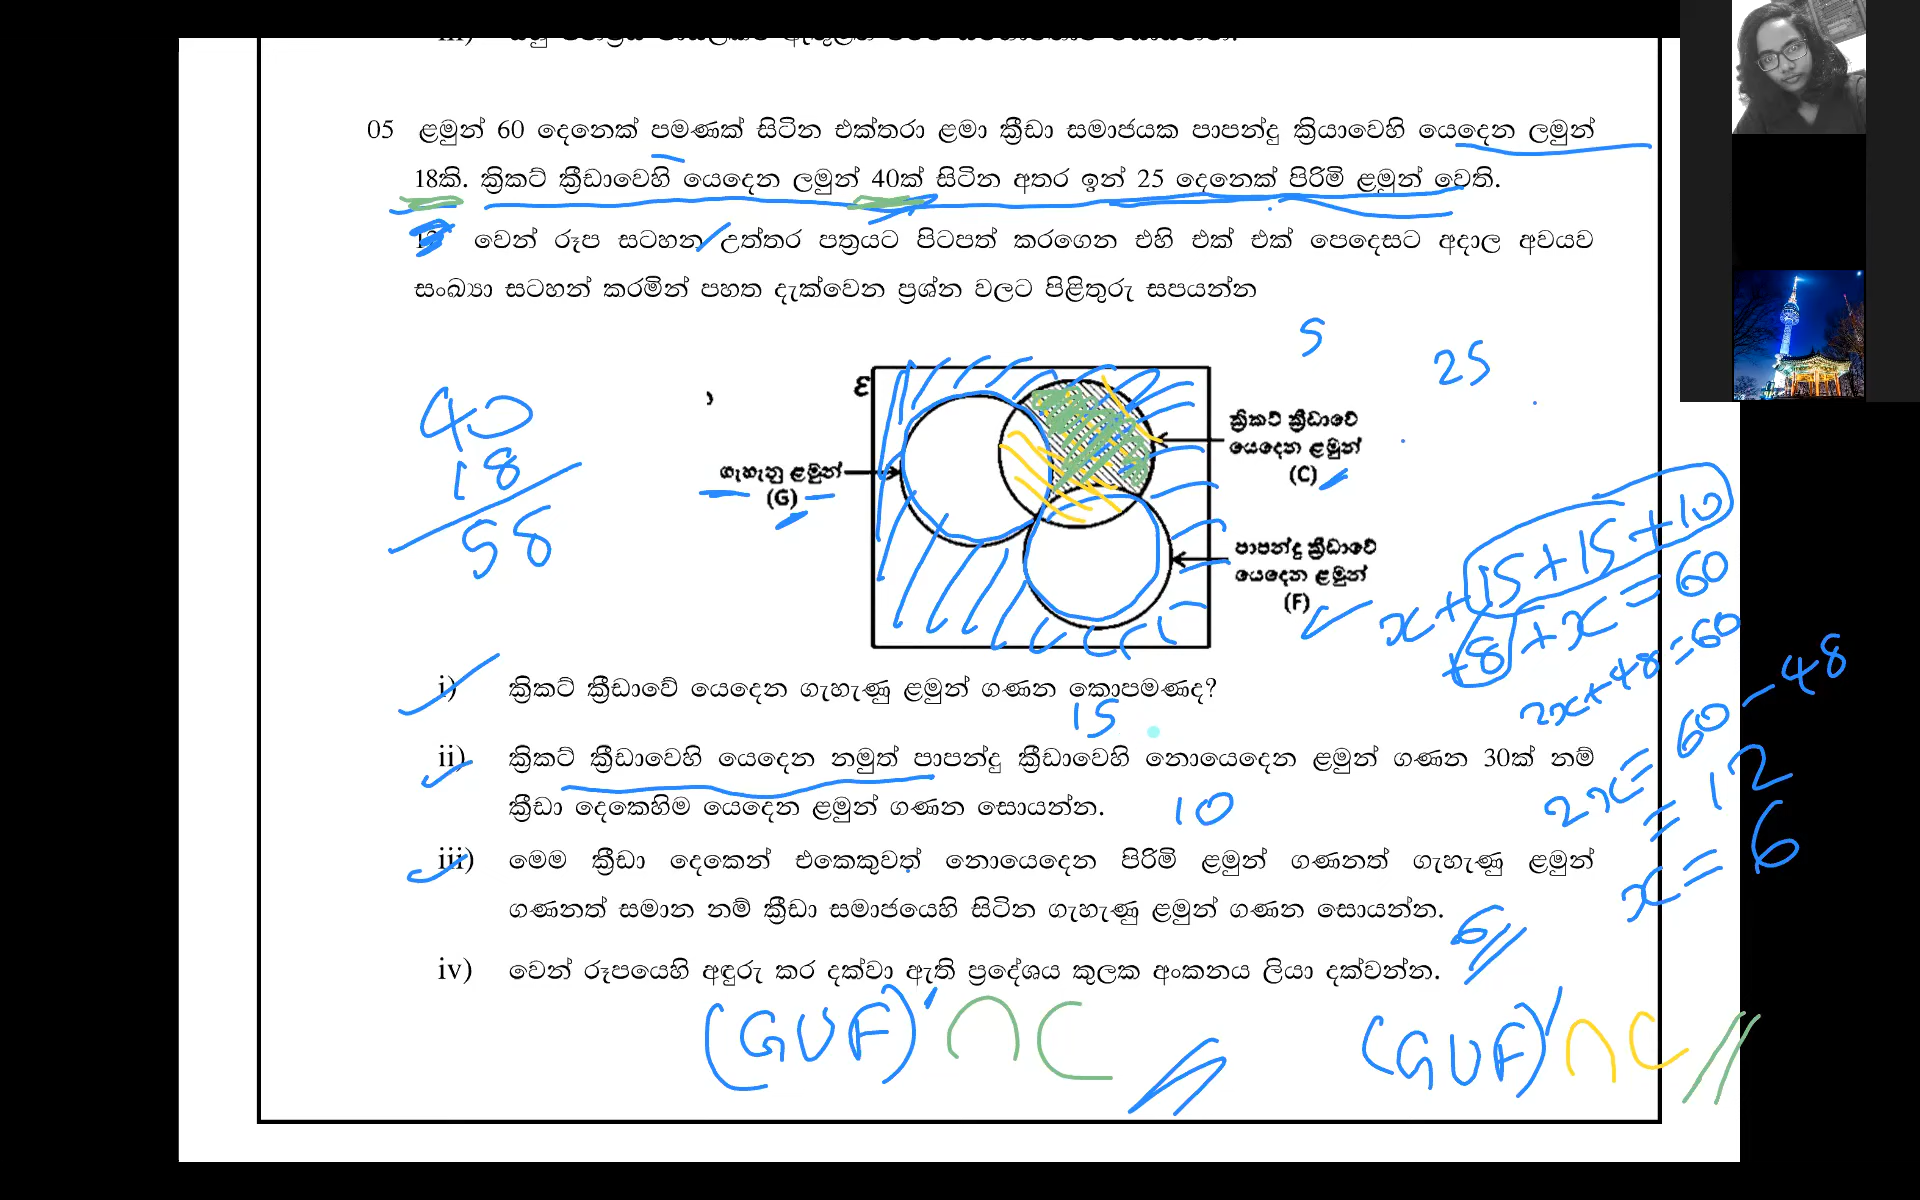 05 ළමුන් 60 දෙනෙක් පමණක් සිටින එක්තරා ළමා ක්‍රීඩා සමාජයක පාපන්දු ක්‍රියාවෙහි යෙදෙන ලමුන්
18කි. ක්‍රිකට් ක්‍රීඩාවෙහි යෙදෙන ලමුන් 40ක් සිටින අතර ඉන් 25 දෙනෙක් පිරිමි ළමුන් වෙති.
වෙන් රූප සටහන උත්තර පත්‍රයට පිටපත් කරගෙන එහි එක් එක් පෙදෙසට අදාල අවයව
සංඛ්‍යා සටහන් කරමින් පහත දැක්වෙන ප්‍රශ්න වලට පිළිතුරු සපයන්න
5
25
40
18
58
ε
ගැහැනු ළමුන්
(G)
ක්‍රිකට් ක්‍රීඩාවේ
යෙදෙන ළමුන්
(C)
පාපන්දු ක්‍රීඩාවේ
යෙදෙන ළමුන්
(F)
x+15+15+10
+8+x=60
2x+48=60
2x=60-48
=12
x=6
i) ක්‍රිකට් ක්‍රීඩාවේ යෙදෙන ගැහැණු ළමුන් ගණන කොපමණද?
15
ii) ක්‍රිකට් ක්‍රීඩාවෙහි යෙදෙන නමුත් පාපන්දු ක්‍රීඩාවෙහි නොයෙදෙන ළමුන් ගණන 30ක් නම්
ක්‍රීඩා දෙකෙහිම යෙදෙන ළමුන් ගණන සොයන්න.
10
iii) මෙම ක්‍රීඩා දෙකෙන් එකෙකුවත් නොයෙදෙන පිරිමි ළමුන් ගණනත් ගැහැණු ළමුන්
ගණනත් සමාන නම් ක්‍රීඩා සමාජයෙහි සිටින ගැහැණු ළමුන් ගණන සොයන්න.
6
iv) වෙන් රූපයෙහි අඳුරු කර දක්වා ඇති ප්‍රදේශය කුලක අංකනය ලියා දක්වන්න.
(G∪F)'∩C
(G∪F)'∩C